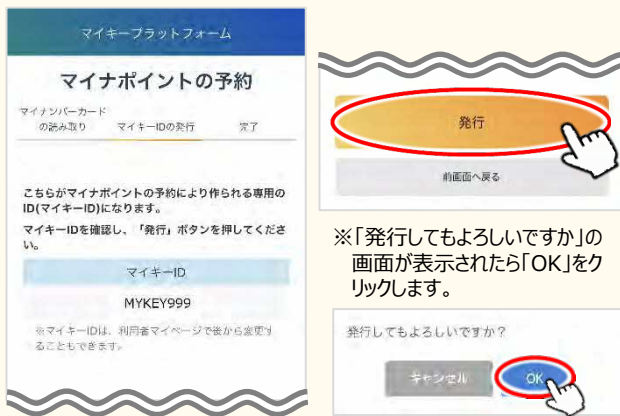 マイキープラットフォーム
マイナポイントの予約
マイナンバーカード
の読み取り マイキーIDの発行 完了
こちらがマイナポイントの予約により作られる専用の
ID(マイキーID)になります。
マイキーIDを確認し、「発行」ボタンを押してくださ
い。
マイキーID
MYKEY999
※マイキーIDは、利用者マイページで後から変更す
ることもできます。
発行
前画面へ戻る
※「発行してもよろしいですか」の
画面が表示されたら「OK」をク
リックします。
発行してもよろしいですか？
キャンセル OK